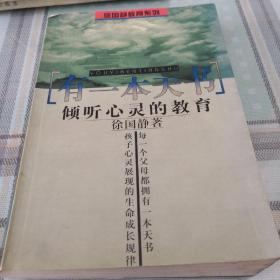 徐国静教育系列
有一本天书
YOUYIBENTIANSHU
倾听心灵的教育
徐国静著
每一个父母都拥有一本天书
孩子心灵展现的生命成长规律